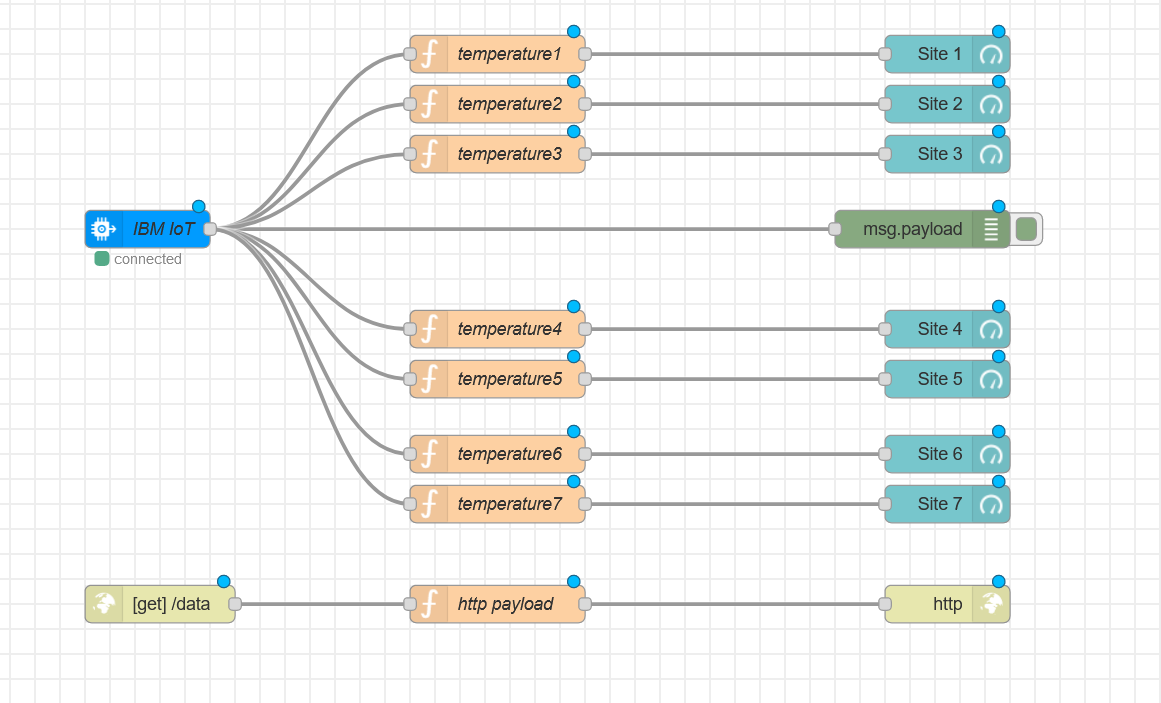 temperature1 Site 1
temperature2 Site 2
temperature3 Site 3
IBM IoT msg.payload
connected
temperature4 Site 4
temperature5 Site 5
temperature6 Site 6
temperature7 Site 7
[get] /data http payload http